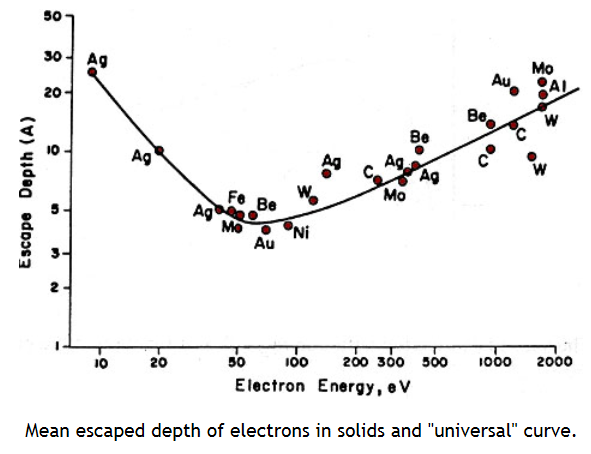 50
30
20
10
5
3
2
1
Escape Depth (A)
Ag
Ag
Ag
Fe
Mo
Be
Au
Ni
W
Ag
C
Ag
Mo
Be
Ag
Be
C
Au
C
Mo
Al
W
W
10 20 50 100 200 300 500 1000 2000
Electron Energy, eV
Mean escaped depth of electrons in solids and "universal" curve.